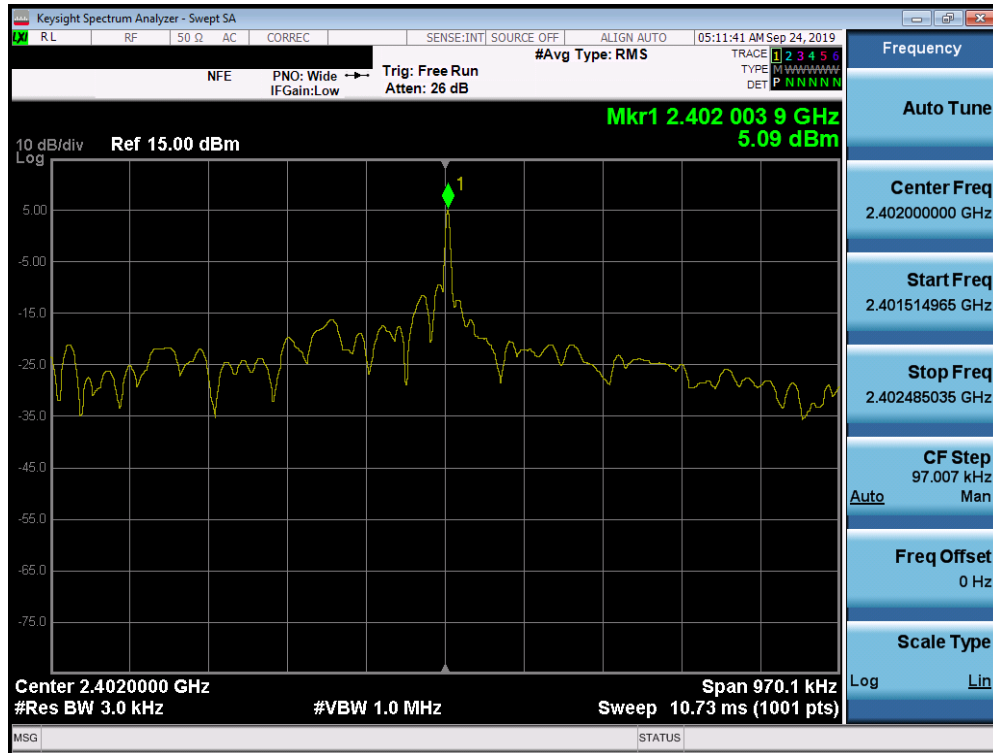 Keysight Spectrum Analyzer - Swept SA
LXI RL RF 50 Ω AC CORREC SENSE:INT SOURCE OFF ALIGN AUTO 05:11:41 AM Sep 24, 2019
#Avg Type: RMS TRACE 1 2 3 4 5 6
NFE PNO: Wide Trig: Free Run TYPE M W W W W W
IFGain:Low Atten: 26 dB DET P N N N N N
Mkr1 2.402 003 9 GHz
5.09 dBm
10 dB/div Ref 15.00 dBm
Log
1
5.00
-5.00
-15.0
-25.0
-35.0
-45.0
-55.0
-65.0
-75.0
Center 2.4020000 GHz Span 970.1 kHz
#Res BW 3.0 kHz #VBW 1.0 MHz Sweep 10.73 ms (1001 pts)
MSG STATUS
Frequency
Auto Tune
Center Freq
2.402000000 GHz
Start Freq
2.401514965 GHz
Stop Freq
2.402485035 GHz
CF Step
97.007 kHz
Auto Man
Freq Offset
0 Hz
Scale Type
Log Lin